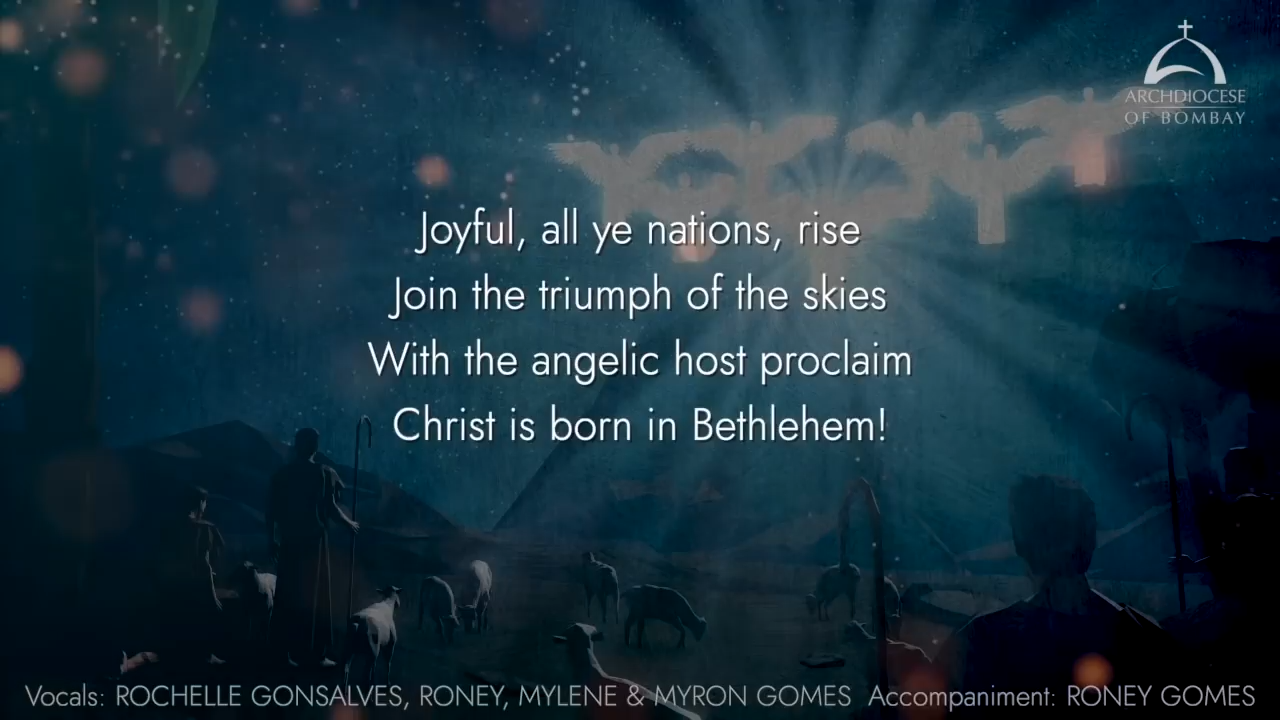 ARCHDIOCESE
OF BOMBAY
Joyful, all ye nations, rise
Join the triumph of the skies
With the angelic host proclaim
Christ is born in Bethlehem!
Vocals: ROCHELLE GONSALVES, RONEY, MYLENE & MYRON GOMES Accompaniment: RONEY GOMES